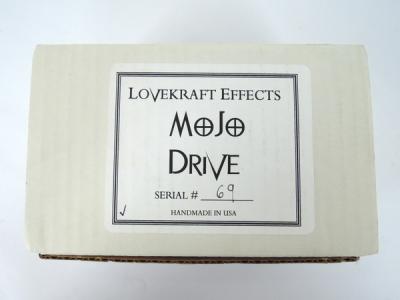 LOVEKRAFT EFFECTS
MOJO
DRIVE
SERIAL # 69
✓ HANDMADE IN USA